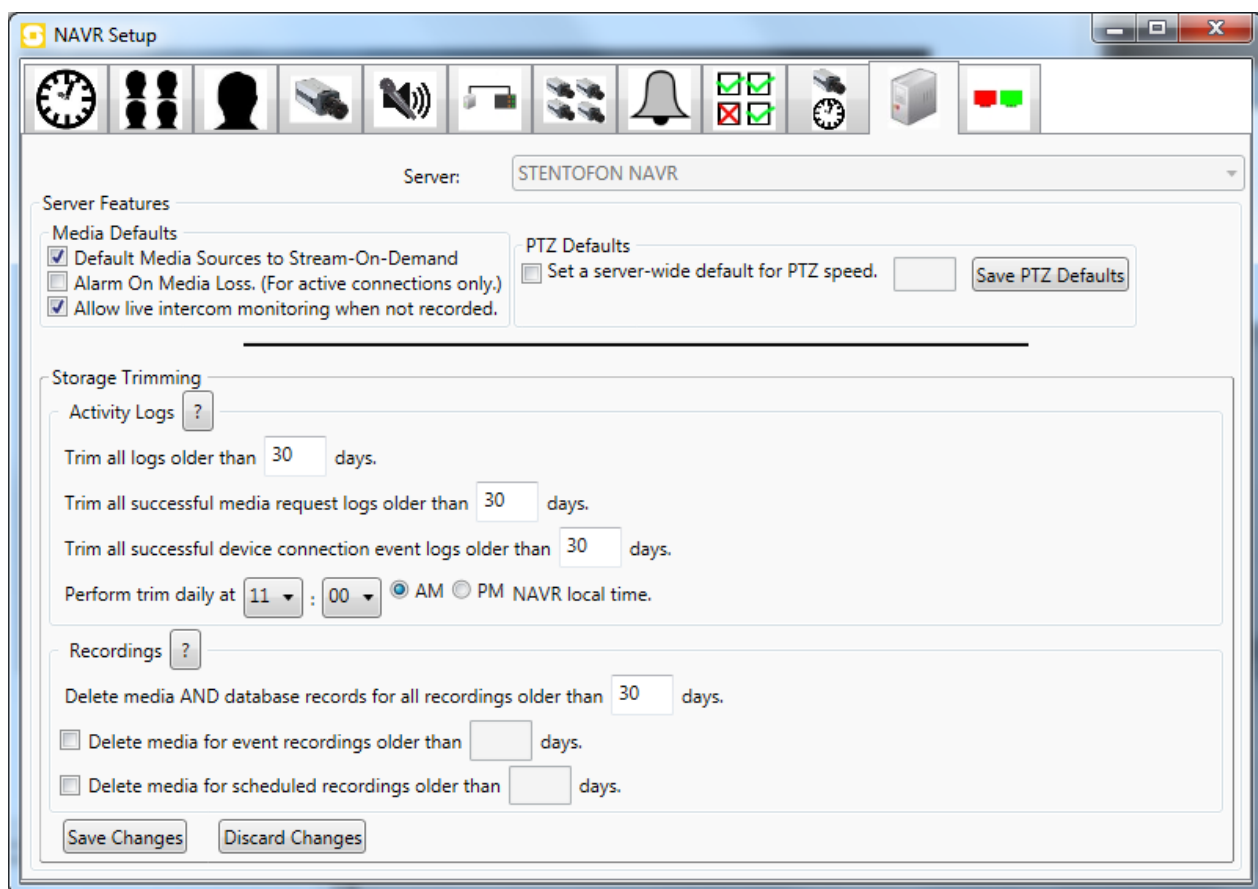 NAVR Setup
Server: STENTOFON NAVR
Server Features
Media Defaults
Default Media Sources to Stream-On-Demand
Alarm On Media Loss. (For active connections only.)
Allow live intercom monitoring when not recorded.
PTZ Defaults
Set a server-wide default for PTZ speed. Save PTZ Defaults
Storage Trimming
Activity Logs ?
Trim all logs older than 30 days.
Trim all successful media request logs older than 30 days.
Trim all successful device connection event logs older than 30 days.
Perform trim daily at 11 : 00 AM PM NAVR local time.
Recordings ?
Delete media AND database records for all recordings older than 30 days.
Delete media for event recordings older than days.
Delete media for scheduled recordings older than days.
Save Changes Discard Changes